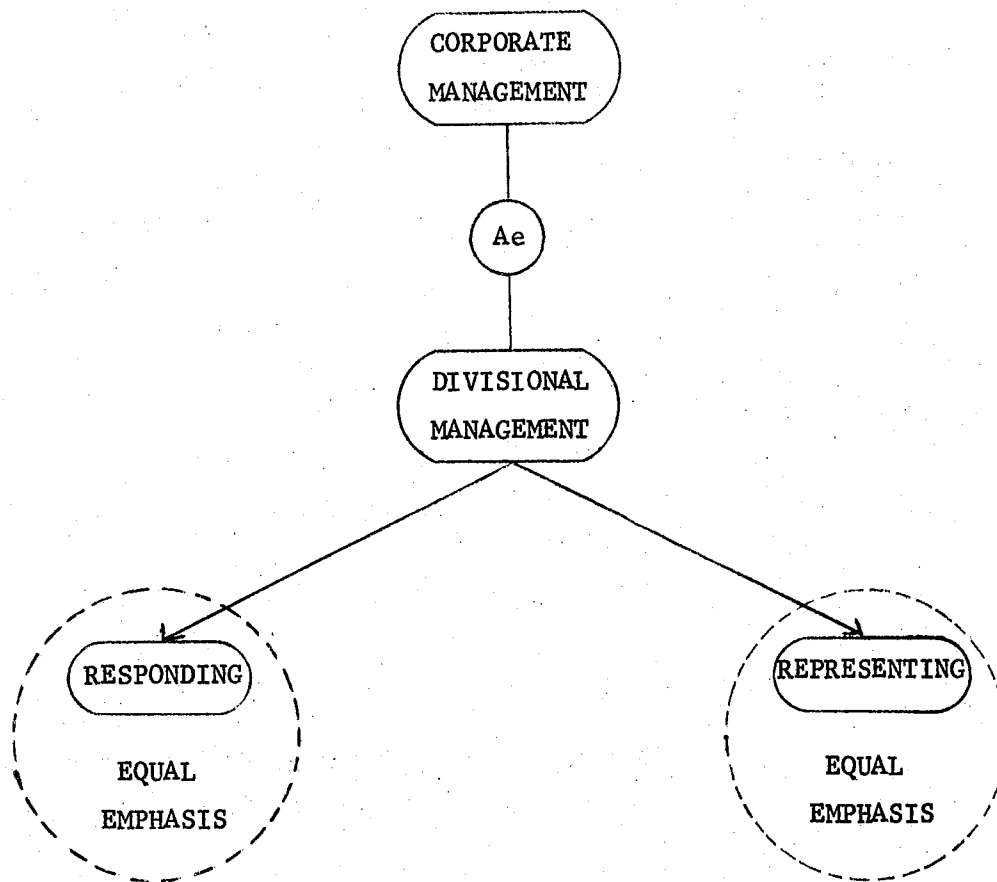 CORPORATE
MANAGEMENT
Ae
DIVISIONAL
MANAGEMENT
RESPONDING
REPRESENTING
EQUAL
EMPHASIS
EQUAL
EMPHASIS